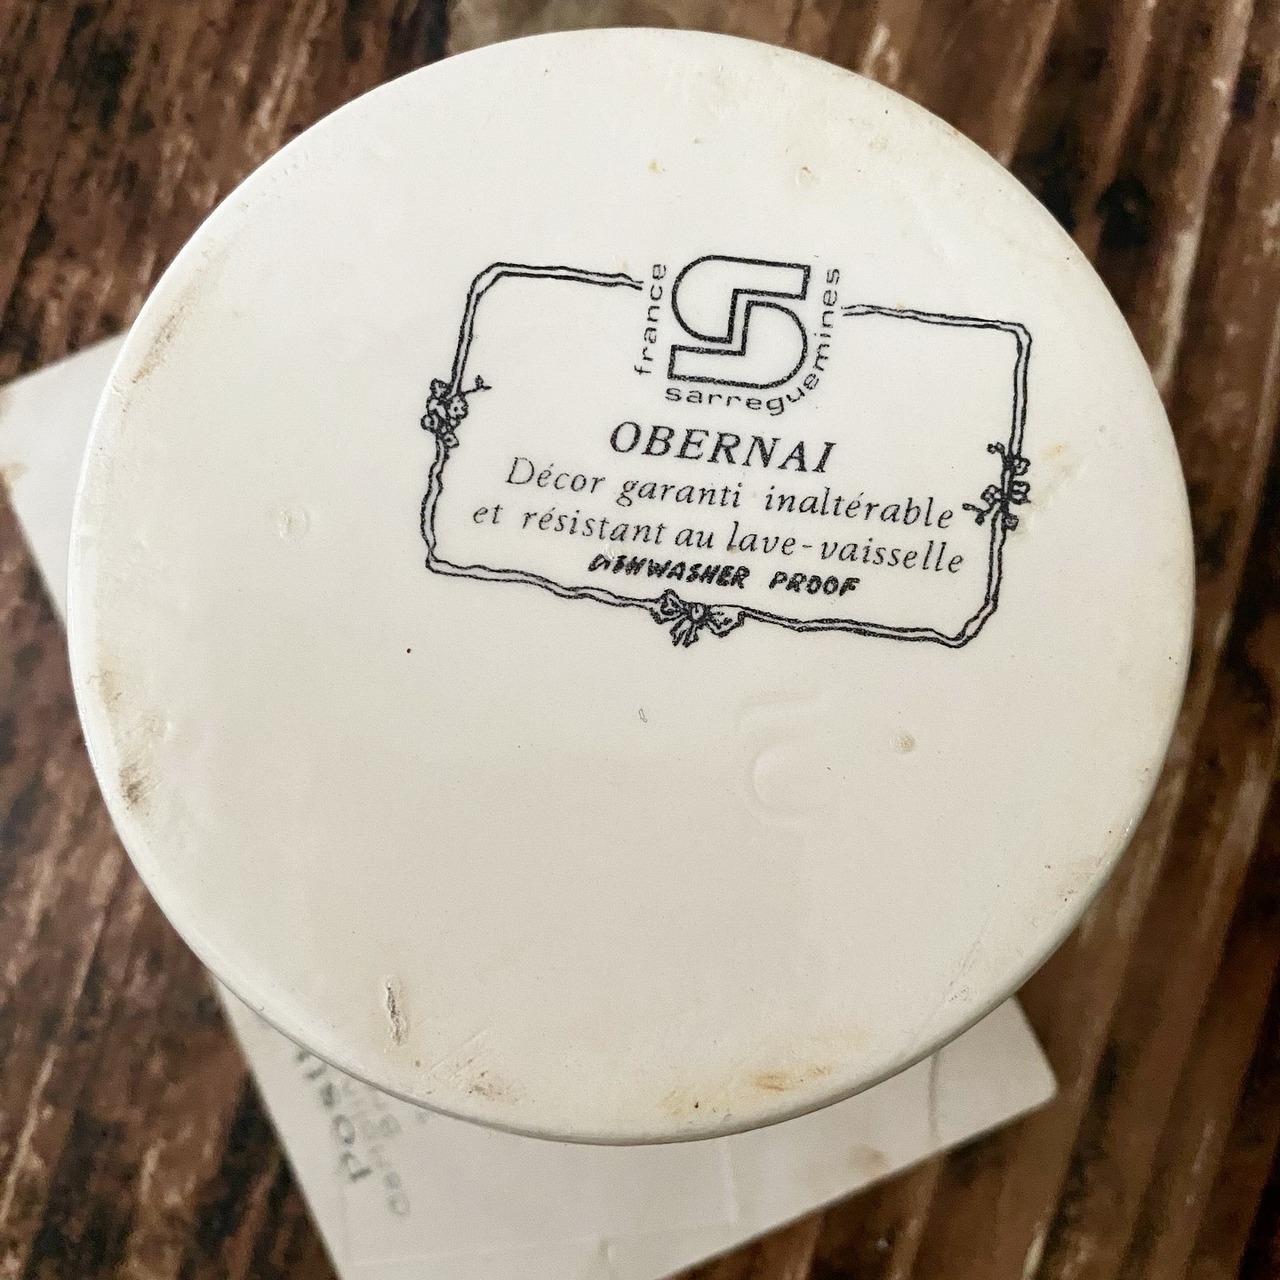 france
S
sarreguemines
OBERNAI
Décor garanti inaltérable
et résistant au lave-vaisselle
DISHWASHER PROOF